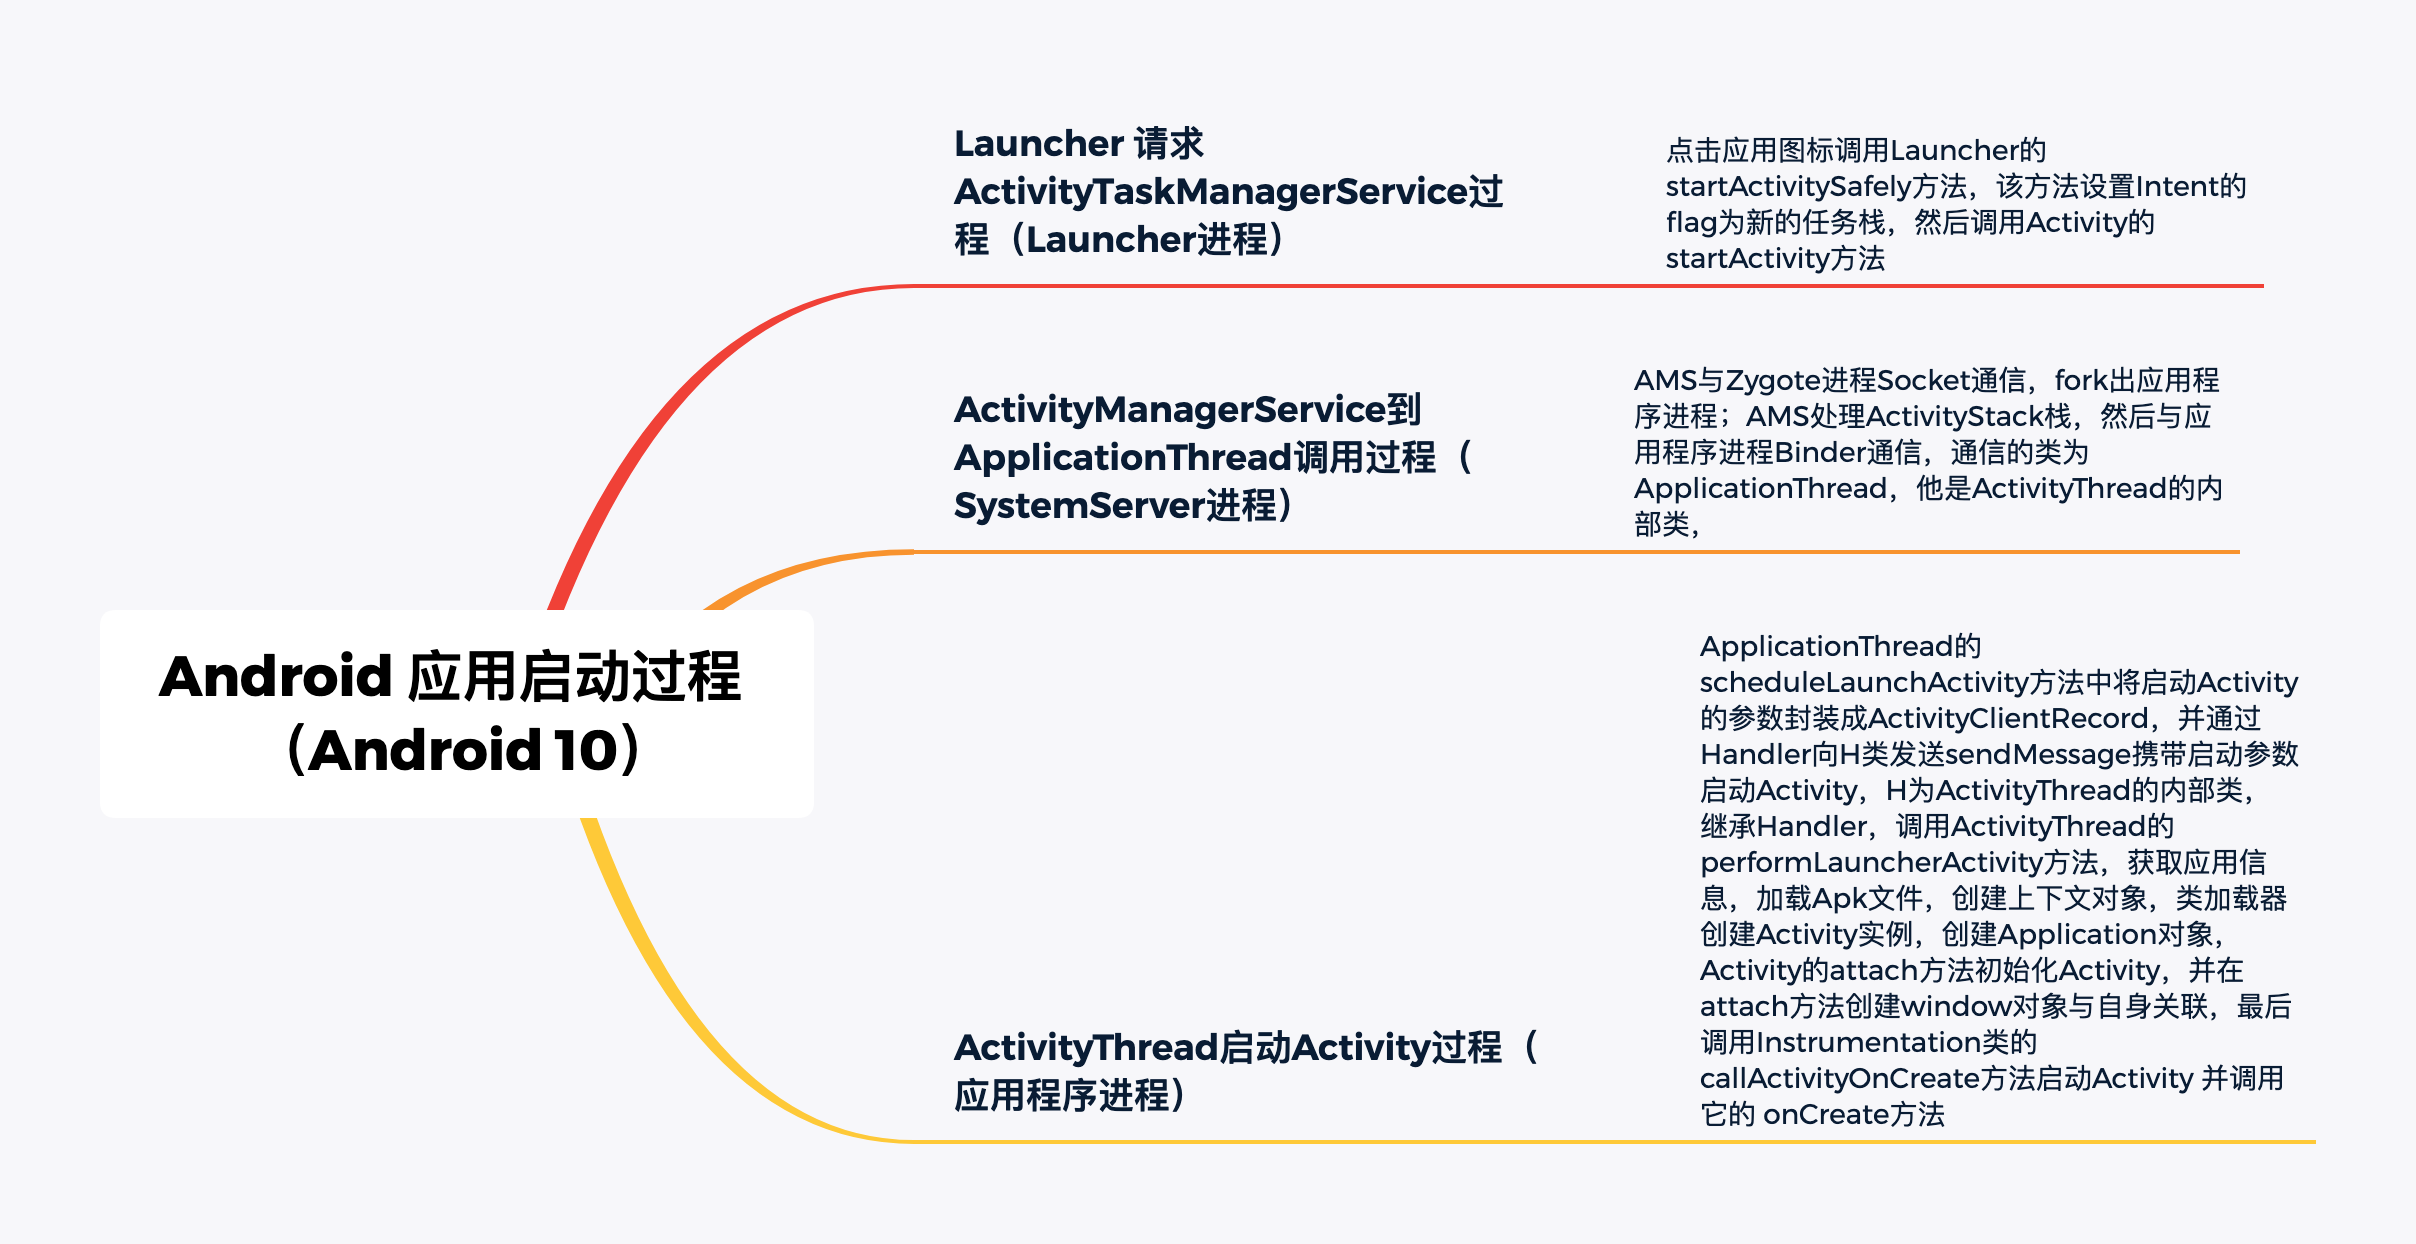 Launcher 请求
ActivityTaskManagerService过
程（Launcher进程）
点击应用图标调用Launcher的
startActivitySafely方法，该方法设置Intent的
flag为新的任务栈，然后调用Activity的
startActivity方法
ActivityManagerService到
ApplicationThread调用过程（
SystemServer进程）
AMS与Zygote进程Socket通信，fork出应用程
序进程；AMS处理ActivityStack栈，然后与应
用程序进程Binder通信，通信的类为
ApplicationThread，他是ActivityThread的内
部类，
Android 应用启动过程
（Android 10）
ActivityThread启动Activity过程（
应用程序进程）
ApplicationThread的
scheduleLaunchActivity方法中将启动Activity
的参数封装成ActivityClientRecord，并通过
Handler向H类发送sendMessage携带启动参数
启动Activity，H为ActivityThread的内部类，
继承Handler，调用ActivityThread的
performLauncherActivity方法，获取应用信
息，加载Apk文件，创建上下文对象，类加载器
创建Activity实例，创建Application对象，
Activity的attach方法初始化Activity，并在
attach方法创建window对象与自身关联，最后
调用Instrumentation类的
callActivityOnCreate方法启动Activity 并调用
它的 onCreate方法